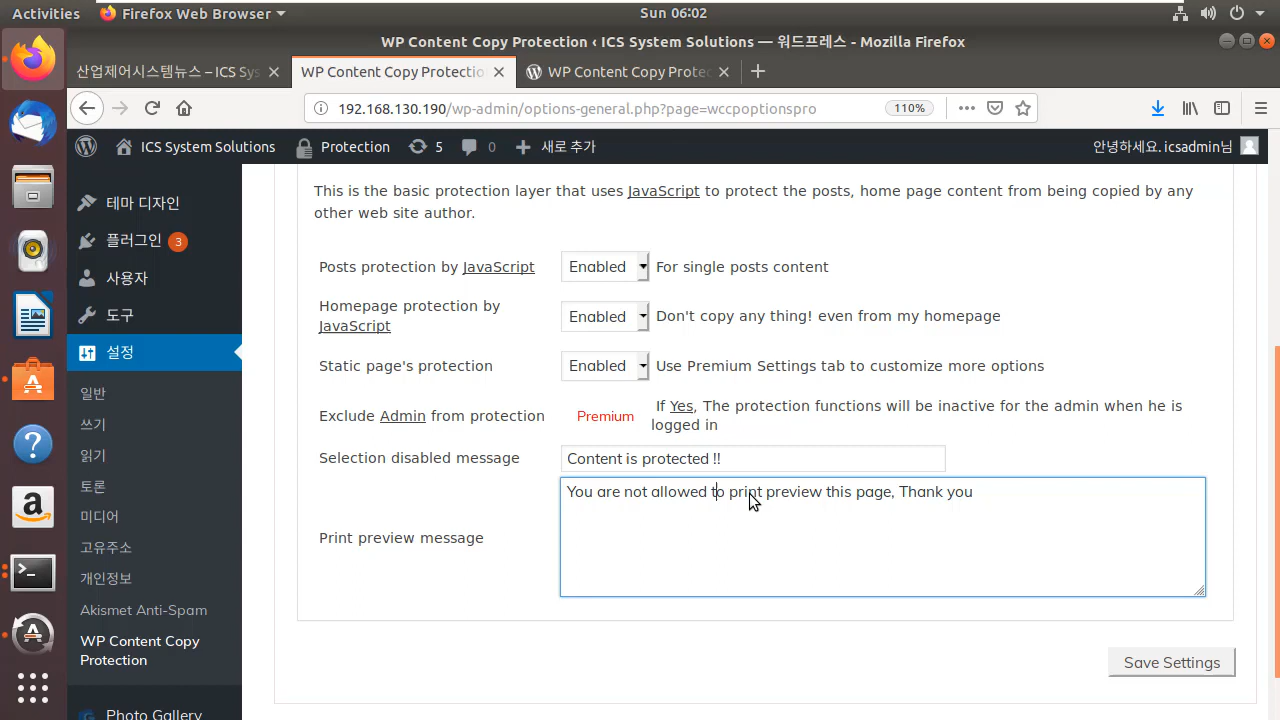 Activities Firefox Web Browser Sun 06:02
WP Content Copy Protection ‹ ICS System Solutions — 워드프레스 - Mozilla Firefox
산업제어시스템뉴스 – ICS Sys WP Content Copy Protectio WP Content Copy Protec
192.168.130.190/wp-admin/options-general.php?page=wccpoptionspro 110%
ICS System Solutions Protection 5 0 새로 추가 안녕하세요. icsadmin님
테마 디자인
플러그인 3
사용자
도구
설정
일반
쓰기
읽기
토론
미디어
고유주소
개인정보
Akismet Anti-Spam
WP Content Copy
Protection
Photo Gallery
This is the basic protection layer that uses JavaScript to protect the posts, home page content from being copied by any
other web site author.
Posts protection by JavaScript Enabled For single posts content
Homepage protection by
JavaScript Enabled Don't copy any thing! even from my homepage
Static page's protection Enabled Use Premium Settings tab to customize more options
Exclude Admin from protection Premium If Yes, The protection functions will be inactive for the admin when he is
logged in
Selection disabled message Content is protected !!
You are not allowed to print preview this page, Thank you
Print preview message
Save Settings